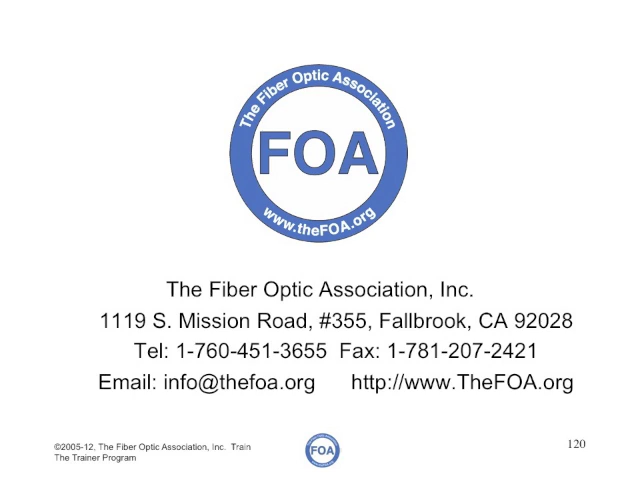 The Fiber Optic Association
FOA
www.theFOA.org
The Fiber Optic Association, Inc.
1119 S. Mission Road, #355, Fallbrook, CA 92028
Tel: 1-760-451-3655  Fax: 1-781-207-2421
Email: info@thefoa.org      http://www.TheFOA.org
©2005-12, The Fiber Optic Association, Inc.  Train
The Trainer Program
FOA
120